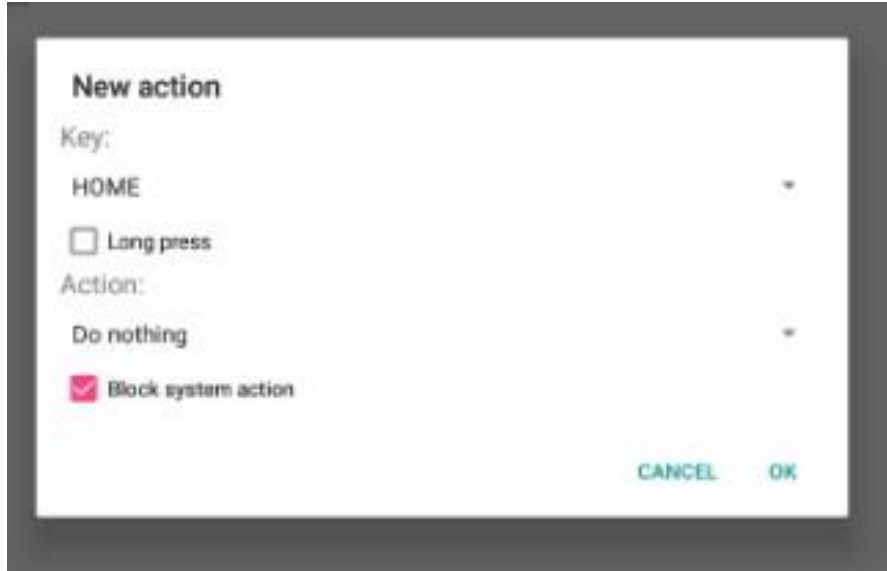 New action
Key:
HOME
Long press
Action:
Do nothing
Block system action
CANCEL OK